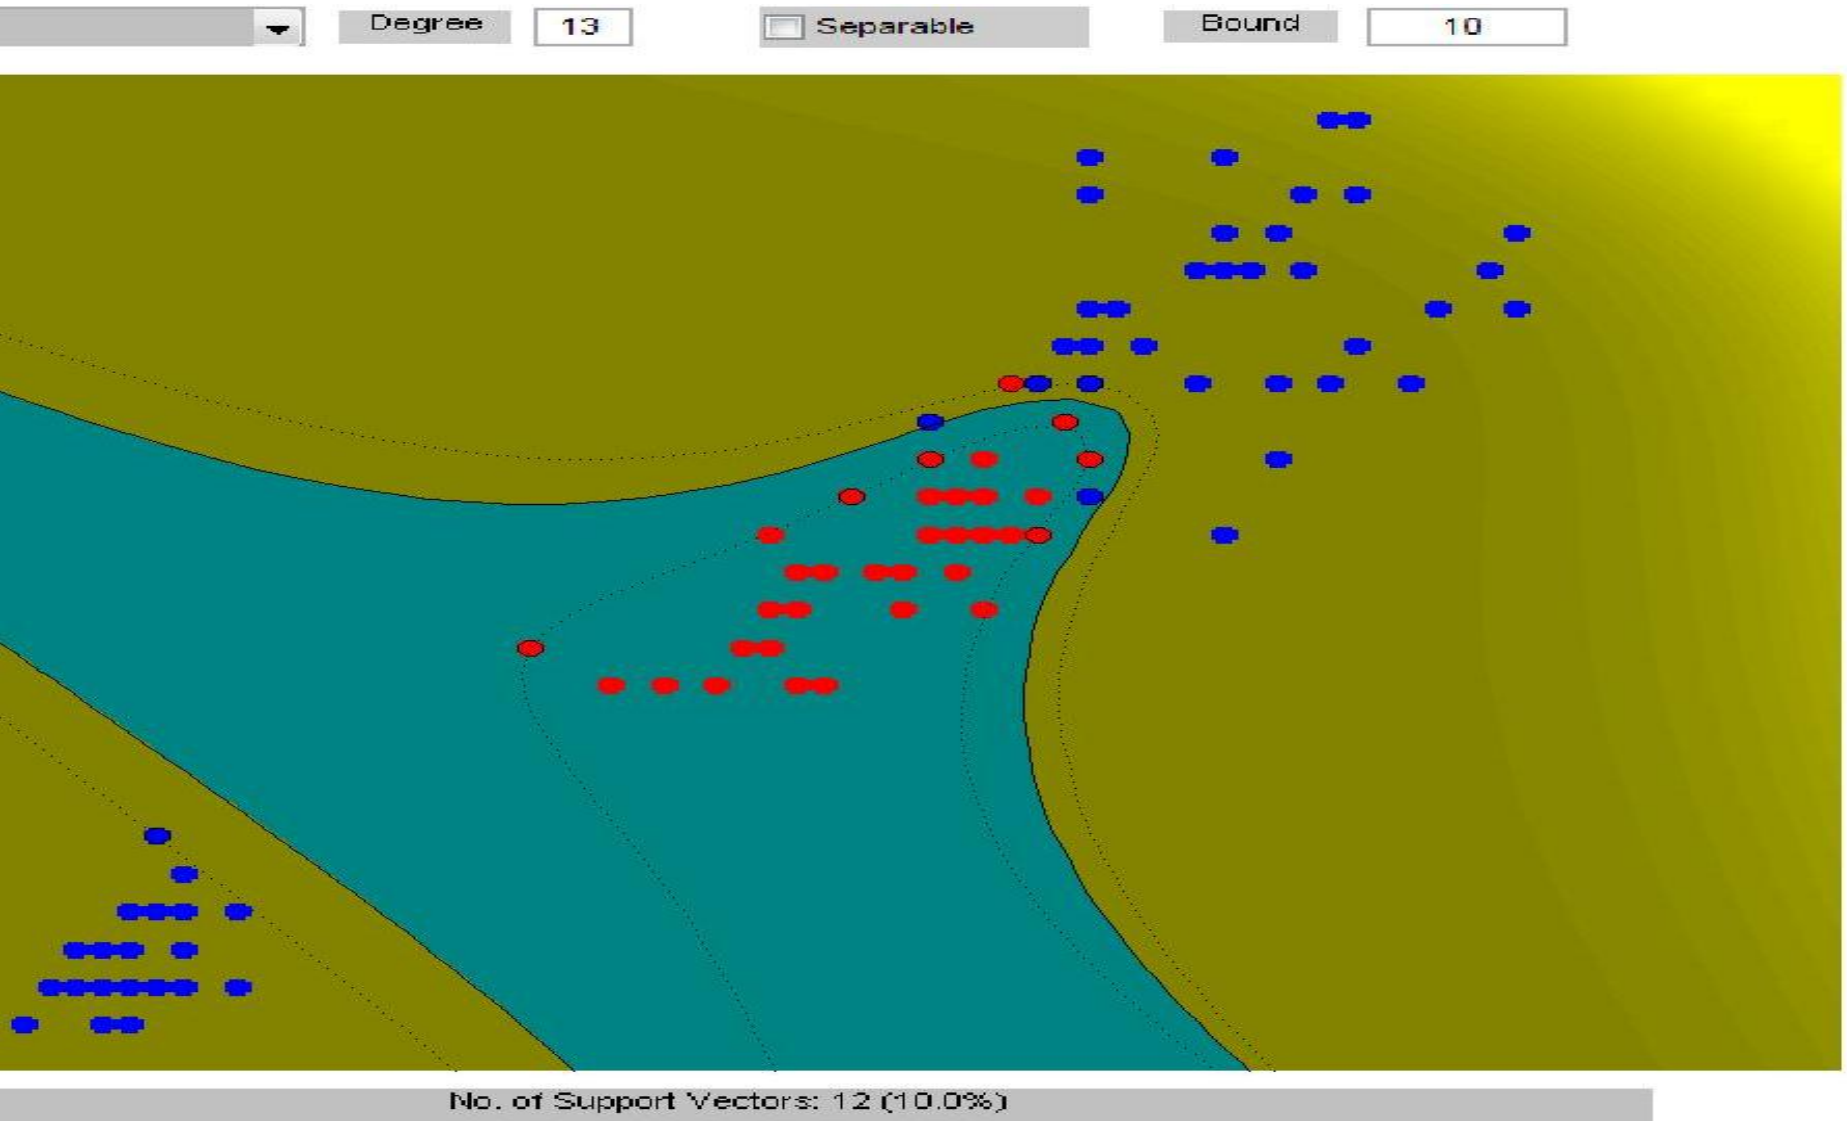 Degree 13 Separable Bound 10
No. of Support Vectors: 12 (10.0%)